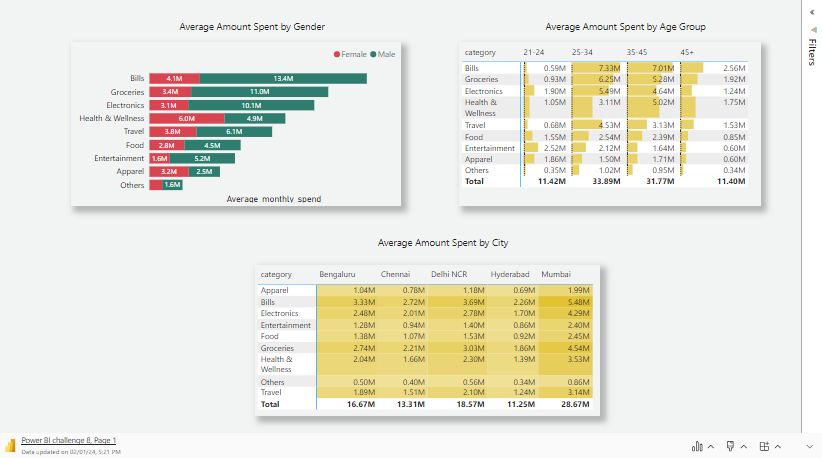 Average Amount Spent by Gender
Female Male
Bills 4.1M 13.4M
Groceries 3.4M 11.0M
Electronics 3.1M 10.1M
Health & Wellness 6.0M 4.9M
Travel 3.8M 6.1M
Food 2.8M 4.5M
Entertainment 1.6M 5.2M
Apparel 3.2M 2.5M
Others 1.6M
Average monthly spend
Average Amount Spent by Age Group
category 21-24 25-34 35-45 45+
Bills 0.59M 7.33M 7.01M 2.56M
Groceries 0.93M 6.25M 5.28M 1.92M
Electronics 1.90M 5.49M 4.64M 1.24M
Health & 1.05M 3.11M 5.02M 1.75M
Wellness
Travel 0.68M 4.53M 3.13M 1.53M
Food 1.55M 2.54M 2.39M 0.85M
Entertainment 2.52M 2.12M 1.64M 0.60M
Apparel 1.86M 1.50M 1.71M 0.60M
Others 0.35M 1.02M 0.95M 0.34M
Total 11.42M 33.89M 31.77M 11.40M
Filters
Average Amount Spent by City
category Bengaluru Chennai Delhi NCR Hyderabad Mumbai
Apparel 1.04M 0.78M 1.18M 0.69M 1.99M
Bills 3.33M 2.72M 3.69M 2.26M 5.48M
Electronics 2.48M 2.01M 2.78M 1.70M 4.29M
Entertainment 1.28M 0.94M 1.40M 0.86M 2.40M
Food 1.38M 1.07M 1.53M 0.92M 2.45M
Groceries 2.74M 2.21M 3.03M 1.86M 4.54M
Health & 2.04M 1.66M 2.30M 1.39M 3.53M
Wellness
Others 0.50M 0.40M 0.56M 0.34M 0.86M
Travel 1.89M 1.51M 2.10M 1.24M 3.14M
Total 16.67M 13.31M 18.57M 11.25M 28.67M
Power BI challenge 8, Page 1
Data updated on 02/01/24, 5:21 PM